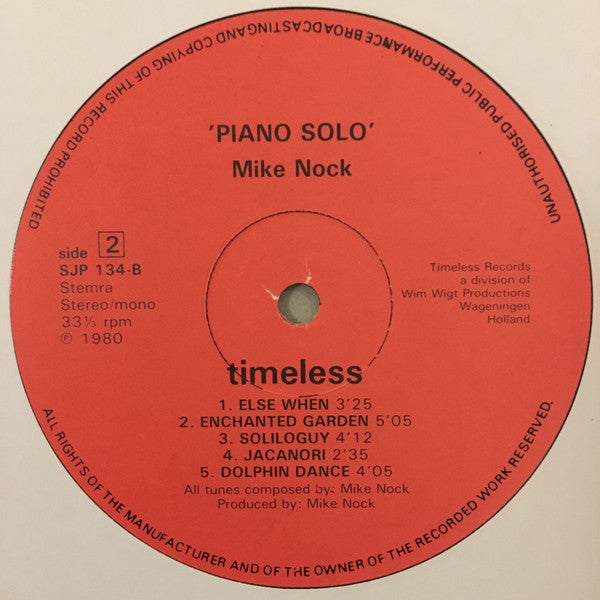 'PIANO SOLO'
Mike Nock
side 2
SJP 134-B
Stemra
Stereo/mono
33⅓ rpm
℗ 1980
Timeless Records
a division of
Wim Wigt Productions
Wageningen
Holland
timeless
1. ELSE WHEN 3'25
2. ENCHANTED GARDEN 5'05
3. SOLILOGUY 4'12
4. JACANORI 2'35
5. DOLPHIN DANCE 4'05
All tunes composed by: Mike Nock
Produced by: Mike Nock
ALL RIGHTS OF THE MANUFACTURER AND OF THE OWNER OF THE RECORDED WORK RESERVED.
UNAUTHORISED PUBLIC PERFORMANCE BROADCASTINGAND COPYING OF THIS RECORD PROHIBITED